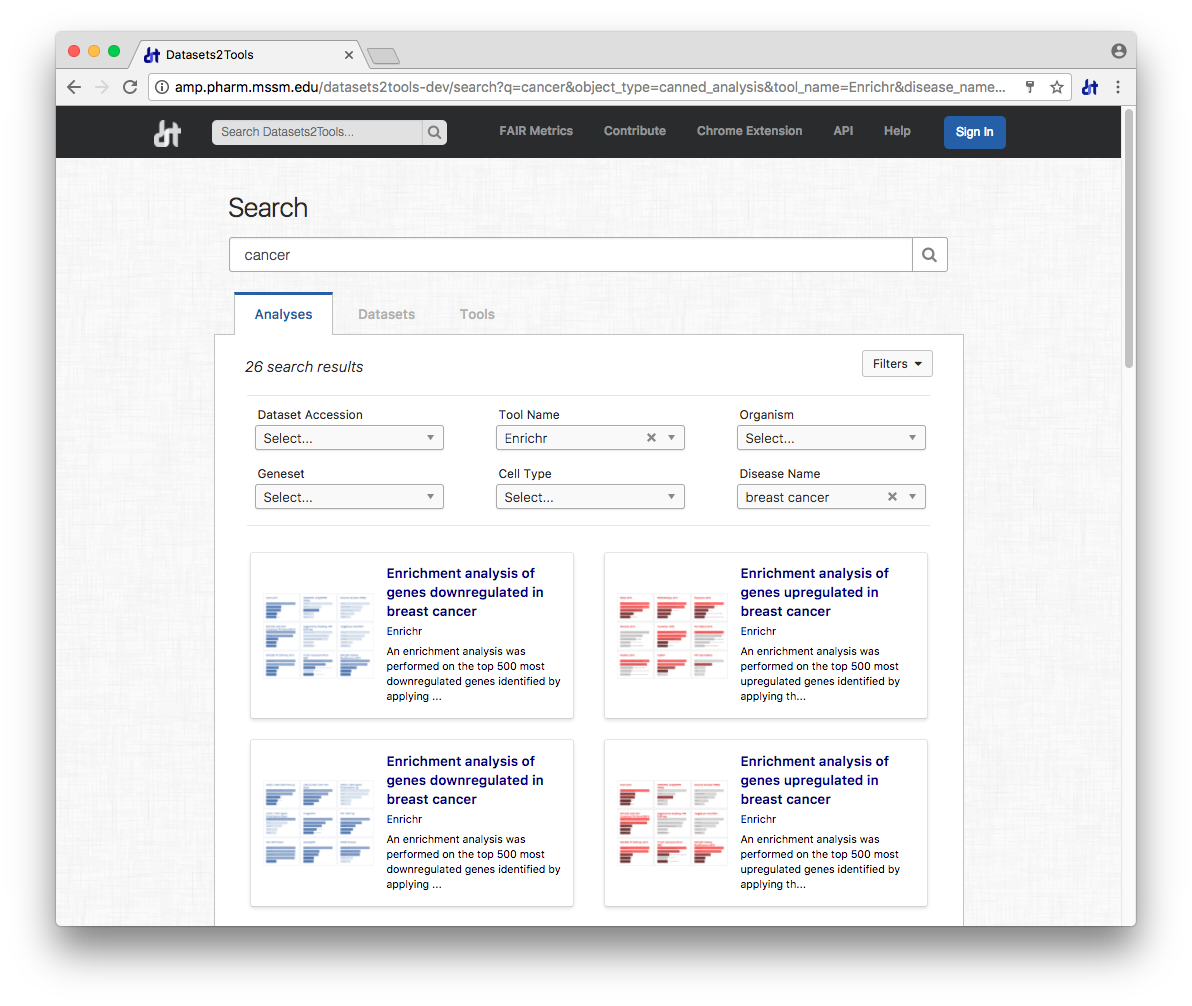 Datasets2Tools
amp.pharm.mssm.edu/datasets2tools-dev/search?q=cancer&object_type=canned_analysis&tool_name=Enrichr&disease_name...
Search Datasets2Tools...
FAIR Metrics
Contribute
Chrome Extension
API
Help
Sign In
Search
cancer
Analyses
Datasets
Tools
26 search results
Filters
Dataset Accession
Tool Name
Organism
Select...
Enrichr
Select...
Geneset
Cell Type
Disease Name
Select...
Select...
breast cancer
Enrichment analysis of
genes downregulated in
breast cancer
Enrichr
An enrichment analysis was
performed on the top 500 most
downregulated genes identified by
applying ...
Enrichment analysis of
genes upregulated in
breast cancer
Enrichr
An enrichment analysis was
performed on the top 500 most
upregulated genes identified by
applying th...
Enrichment analysis of
genes downregulated in
breast cancer
Enrichr
An enrichment analysis was
performed on the top 500 most
downregulated genes identified by
applying ...
Enrichment analysis of
genes upregulated in
breast cancer
Enrichr
An enrichment analysis was
performed on the top 500 most
upregulated genes identified by
applying th...